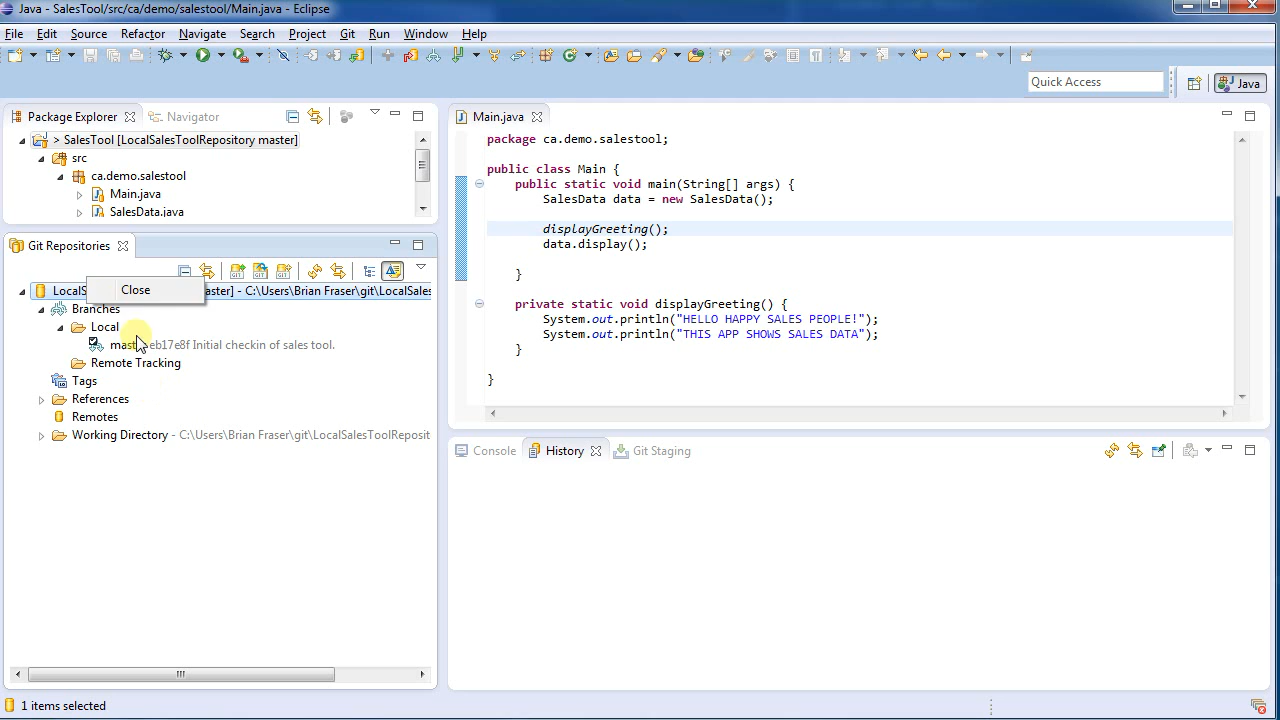 Java - SalesTool/src/ca/demo/salestool/Main.java - Eclipse
File Edit Source Refactor Navigate Search Project Git Run Window Help
Quick Access
Java
Package Explorer Navigator
> SalesTool [LocalSalesToolRepository master]
src
ca.demo.salestool
Main.java
SalesData.java
Git Repositories
LocalS
Close
aster] - C:\Users\Brian Fraser\git\LocalSales
Branches
Local
mast eb17e8f Initial checkin of sales tool.
Remote Tracking
Tags
References
Remotes
Working Directory - C:\Users\Brian Fraser\git\LocalSalesToolReposit
Main.java
package ca.demo.salestool;
public class Main {
public static void main(String[] args) {
SalesData data = new SalesData();
displayGreeting();
data.display();
}
private static void displayGreeting() {
System.out.println("HELLO HAPPY SALES PEOPLE!");
System.out.println("THIS APP SHOWS SALES DATA");
}
}
Console History Git Staging
1 items selected